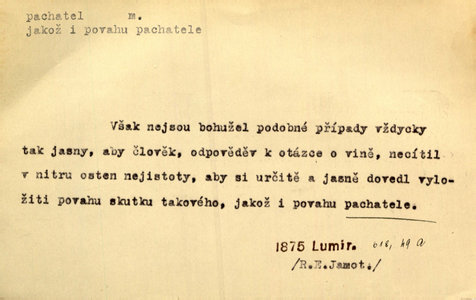 pachatel m.
jakož i povahu pachatele
Však nejsou bohužel podobné případy vždycky
tak jasny, aby člověk, odpověděv k otázce o vině, necítil
v nitru osten nejistoty, aby si určitě a jasně dovedl vylo-
žiti povahu skutku takového, jakož i povahu pachatele.
1875 Lumír. 618,
/R.E.Jamot./